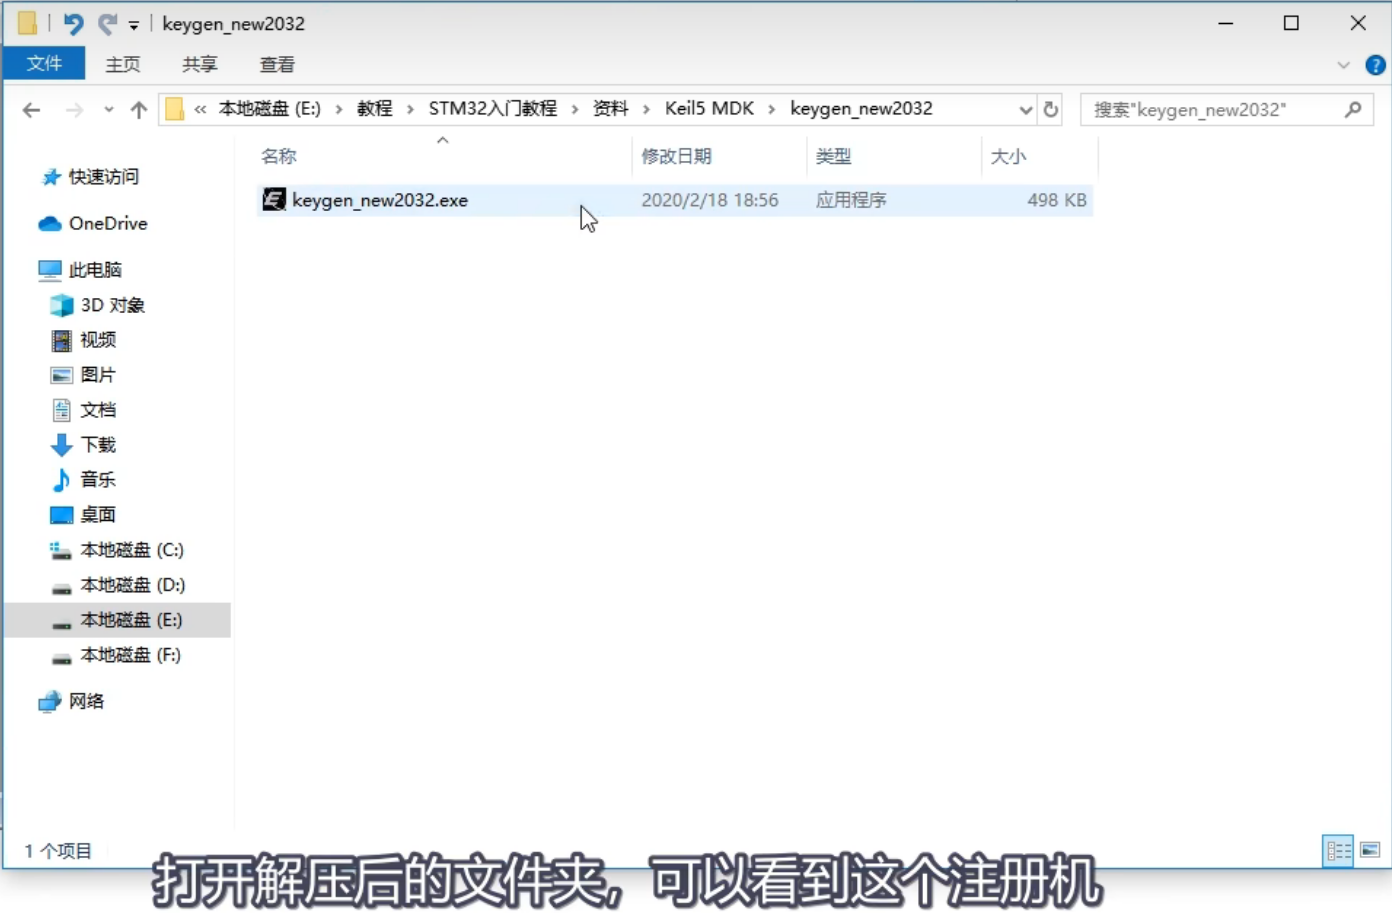 keygen_new2032
文件 主页 共享 查看
« 本地磁盘 (E:) › 教程 › STM32入门教程 › 资料 › Keil5 MDK › keygen_new2032
搜索"keygen_new2032"
名称 修改日期 类型 大小
keygen_new2032.exe 2020/2/18 18:56 应用程序 498 KB
快速访问
OneDrive
此电脑
3D 对象
视频
图片
文档
下载
音乐
桌面
本地磁盘 (C:)
本地磁盘 (D:)
本地磁盘 (E:)
本地磁盘 (F:)
网络
1 个项目
打开解压后的文件夹，可以看到这个注册机